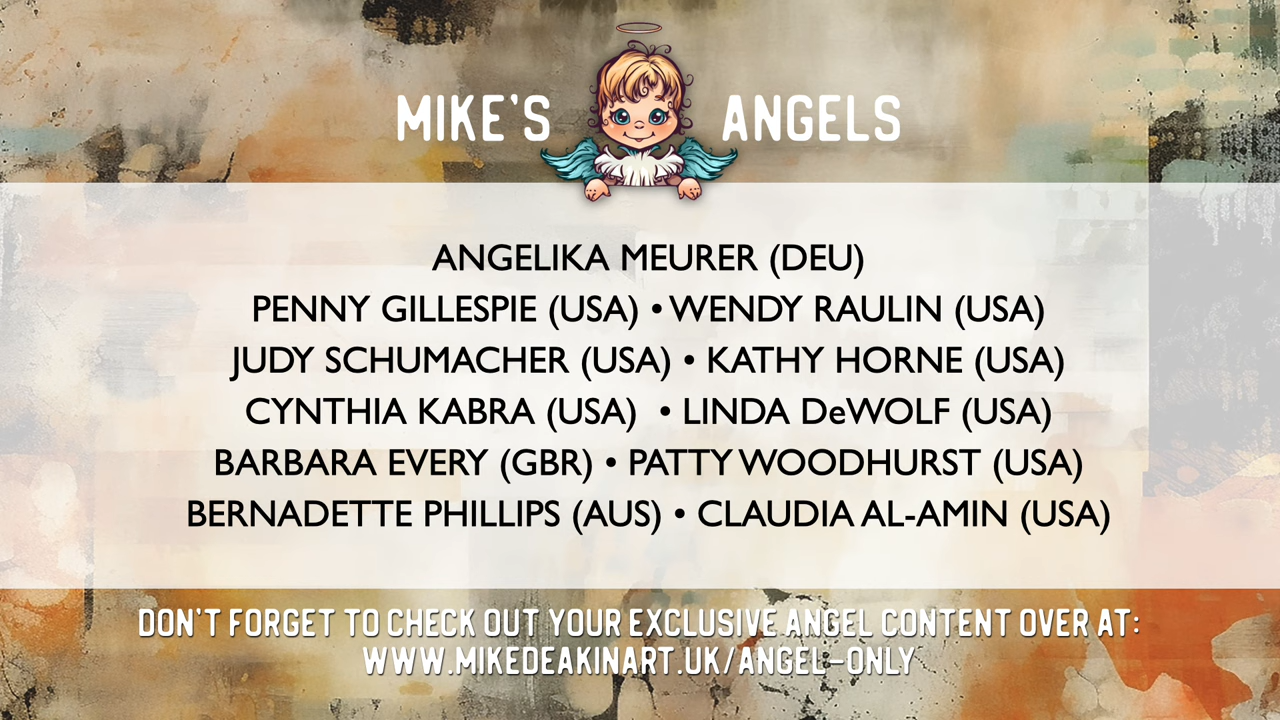 MIKE'S ANGELS
ANGELIKA MEURER (DEU)
PENNY GILLESPIE (USA) • WENDY RAULIN (USA)
JUDY SCHUMACHER (USA) • KATHY HORNE (USA)
CYNTHIA KABRA (USA) • LINDA DeWOLF (USA)
BARBARA EVERY (GBR) • PATTY WOODHURST (USA)
BERNADETTE PHILLIPS (AUS) • CLAUDIA AL-AMIN (USA)
DON'T FORGET TO CHECK OUT YOUR EXCLUSIVE ANGEL CONTENT OVER AT:
WWW.MIKEDEAKINART.UK/ANGEL-ONLY